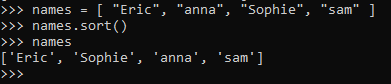 >>> names = [ "Eric", "anna", "Sophie", "sam" ]
>>> names.sort()
>>> names
['Eric', 'Sophie', 'anna', 'sam']
>>>